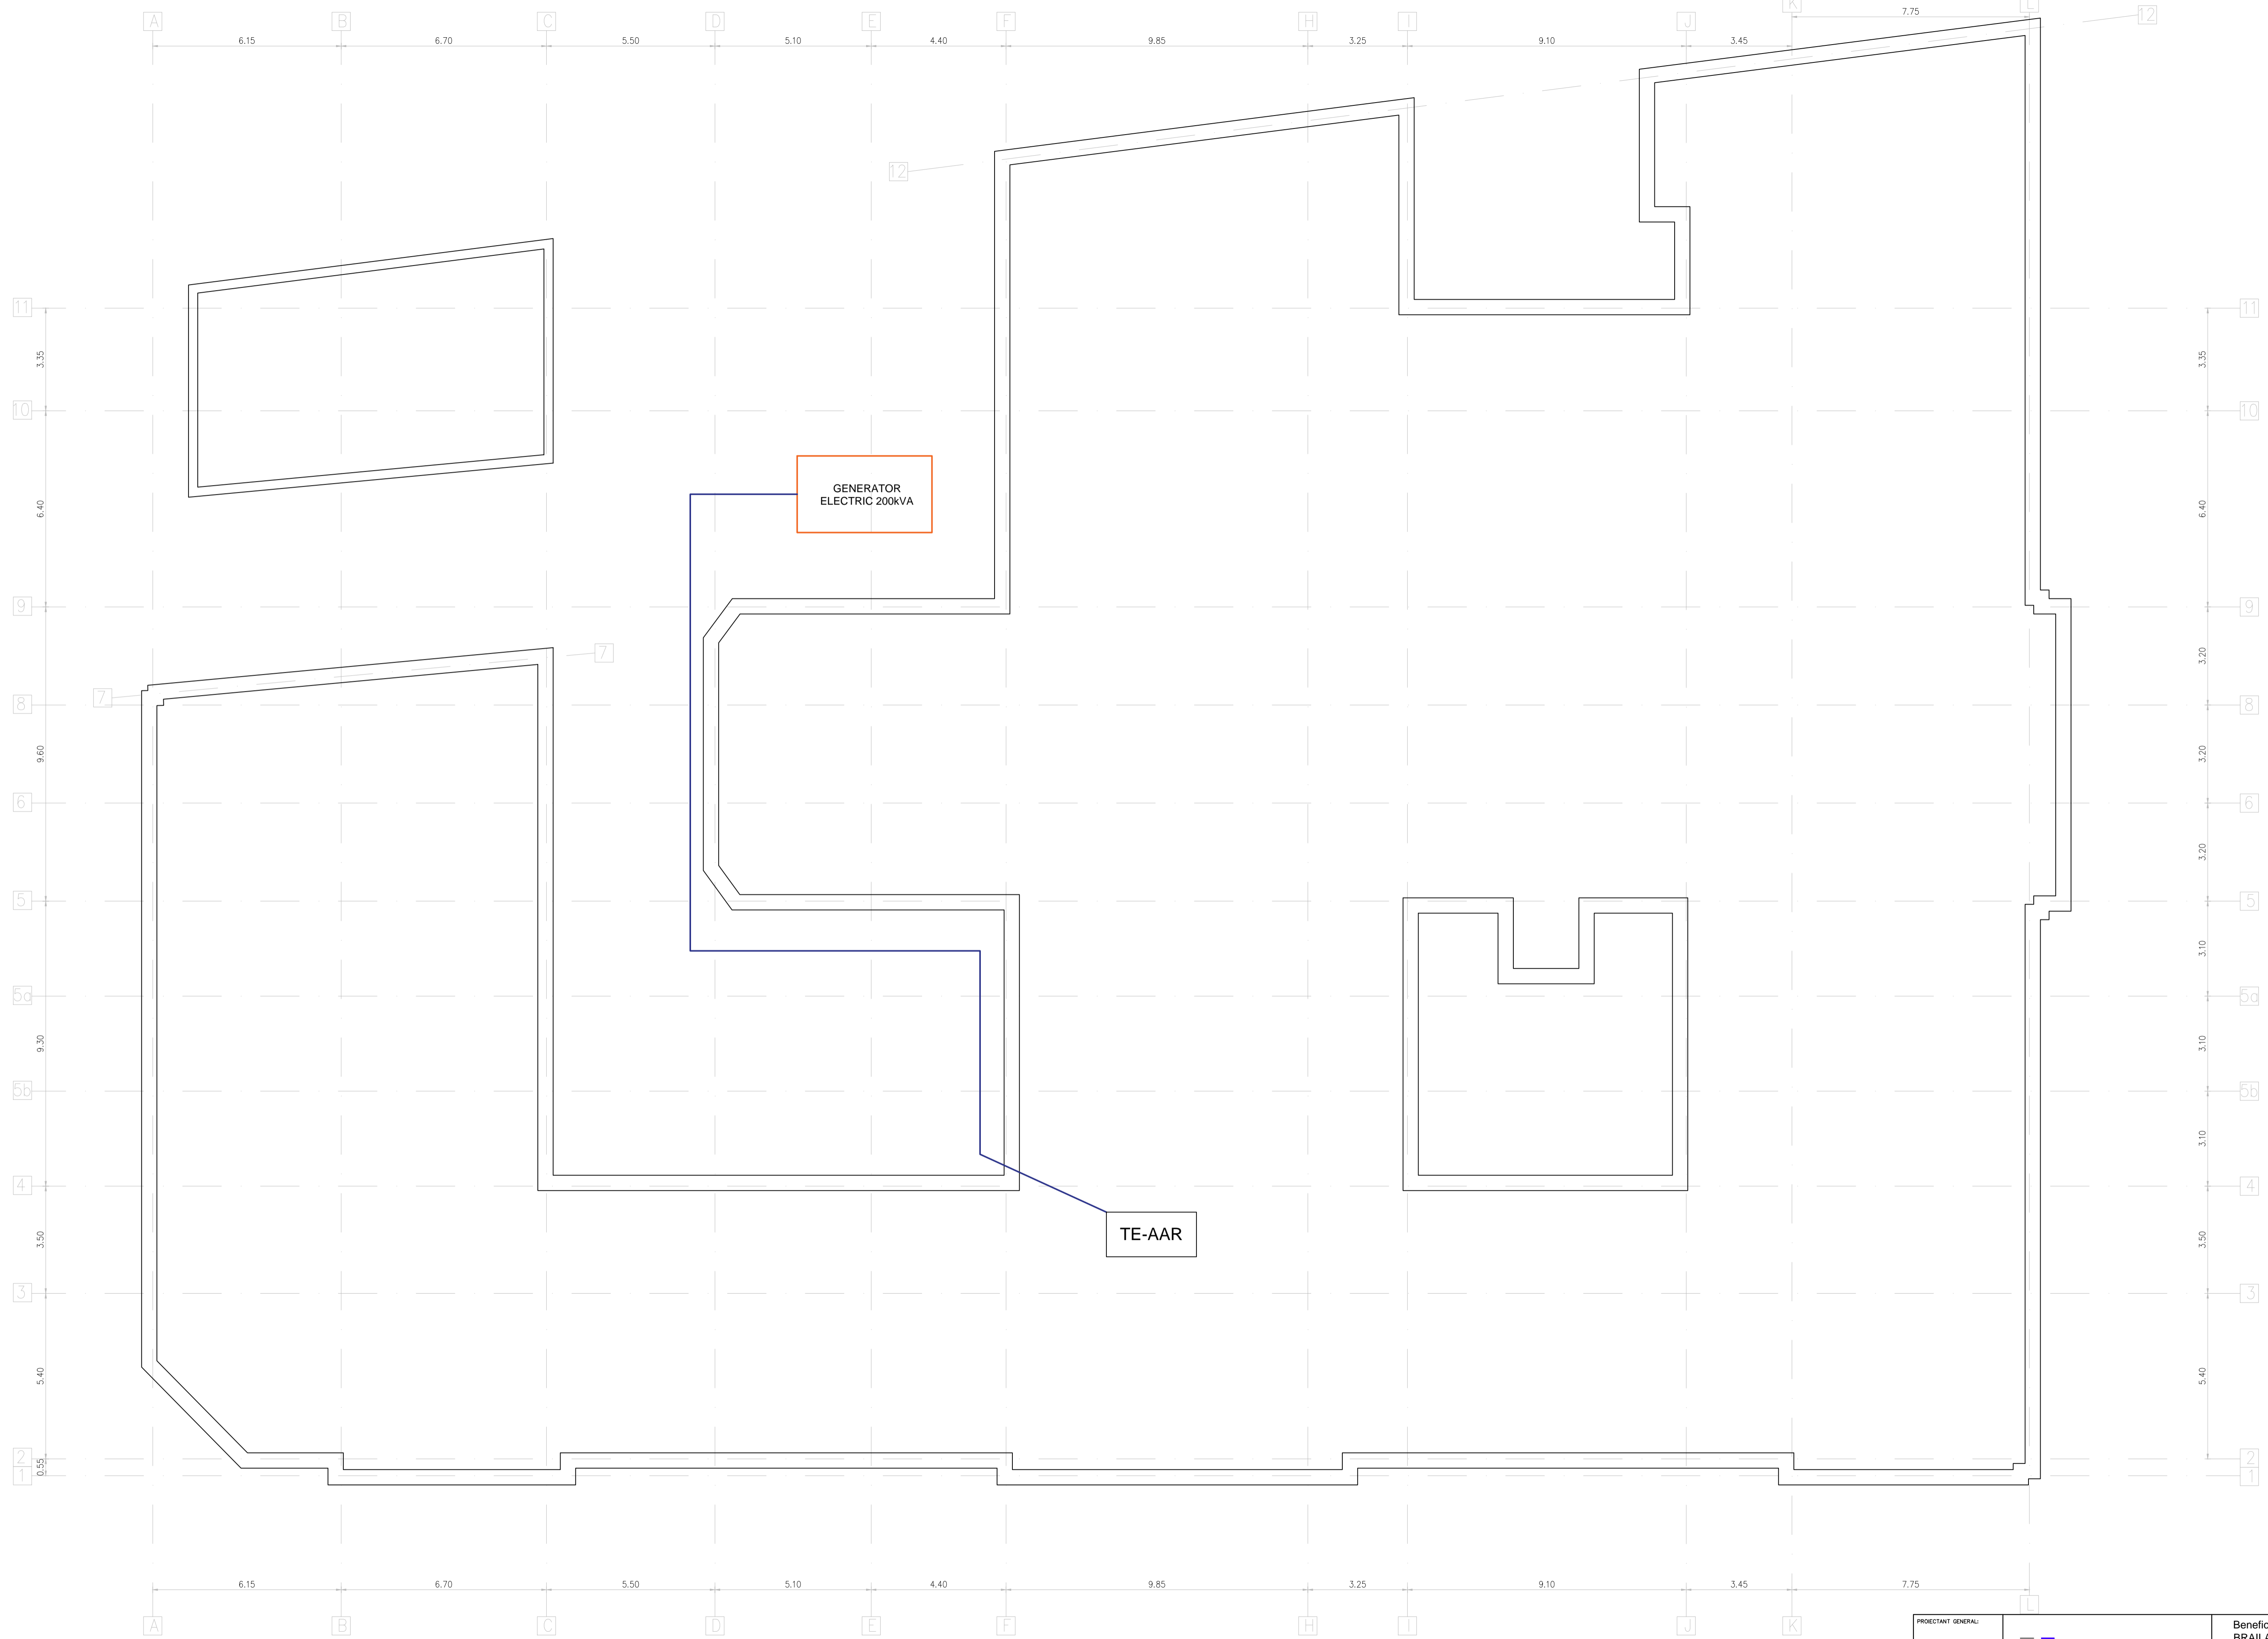 A B C D E F H I J K L
7.75
12
6.15 6.70 5.50 5.10 4.40 9.85 3.25 9.10 3.45
12
11 11
3.35 3.35
10 10
GENERATOR
ELECTRIC 200kVA
6.40 6.40
9 9
7
3.20
7
8 8
9.60 3.20
6 6
3.20
5 5
3.10
5a 5a
9.30 3.10
5b 5b
3.10
4 4
TE-AAR
3.50 3.50
3 3
5.40 5.40
2 2
0.55
1 1
6.15 6.70 5.50 5.10 4.40 9.85 3.25 9.10 3.45 7.75
A B C D E F H I J K L
PROIECTANT GENERAL: